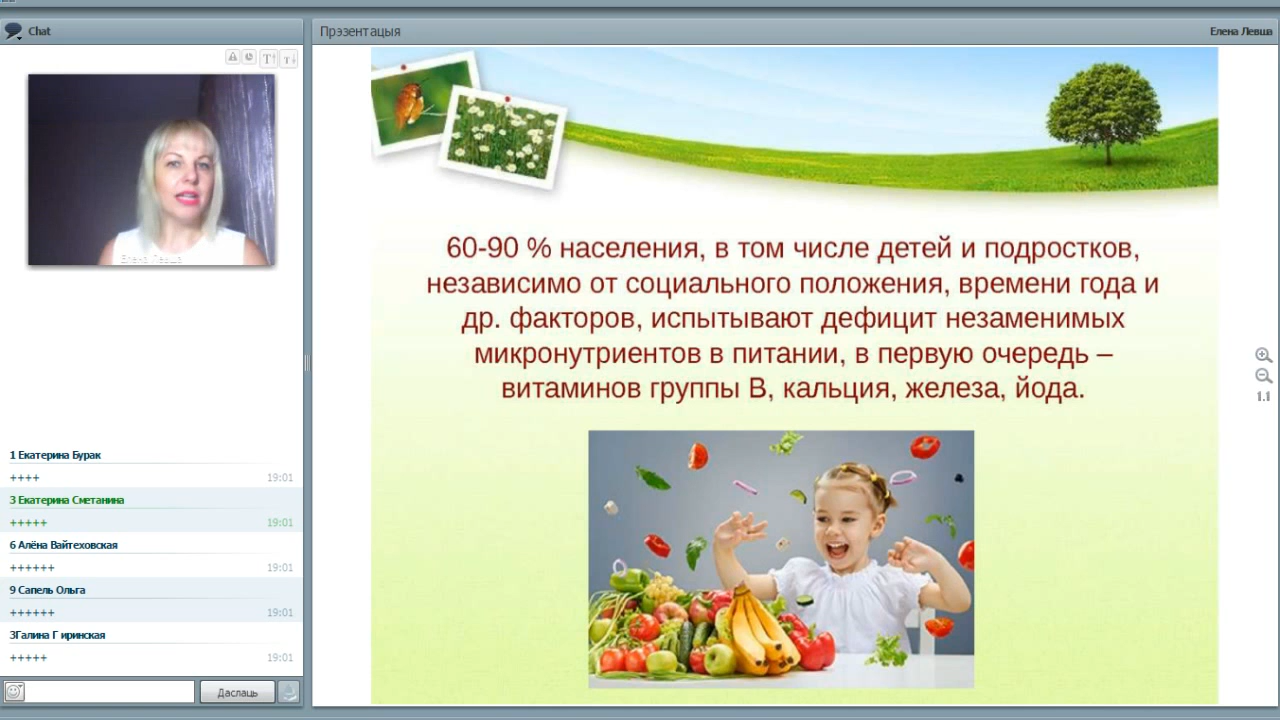 Chat
Прэзентацыя
Елена Левша
Елена Левша
60-90 % населения, в том числе детей и подростков,
независимо от социального положения, времени года и
др. факторов, испытывают дефицит незаменимых
микронутриентов в питании, в первую очередь –
витаминов группы В, кальция, железа, йода.
1.1
1 Екатерина Бурак
++++ 19:01
3 Екатерина Сметанина
+++++ 19:01
6 Алёна Вайтеховская
++++++ 19:01
9 Сапель Ольга
++++++ 19:01
3Галина Г иринская
+++++ 19:01
Даслаць